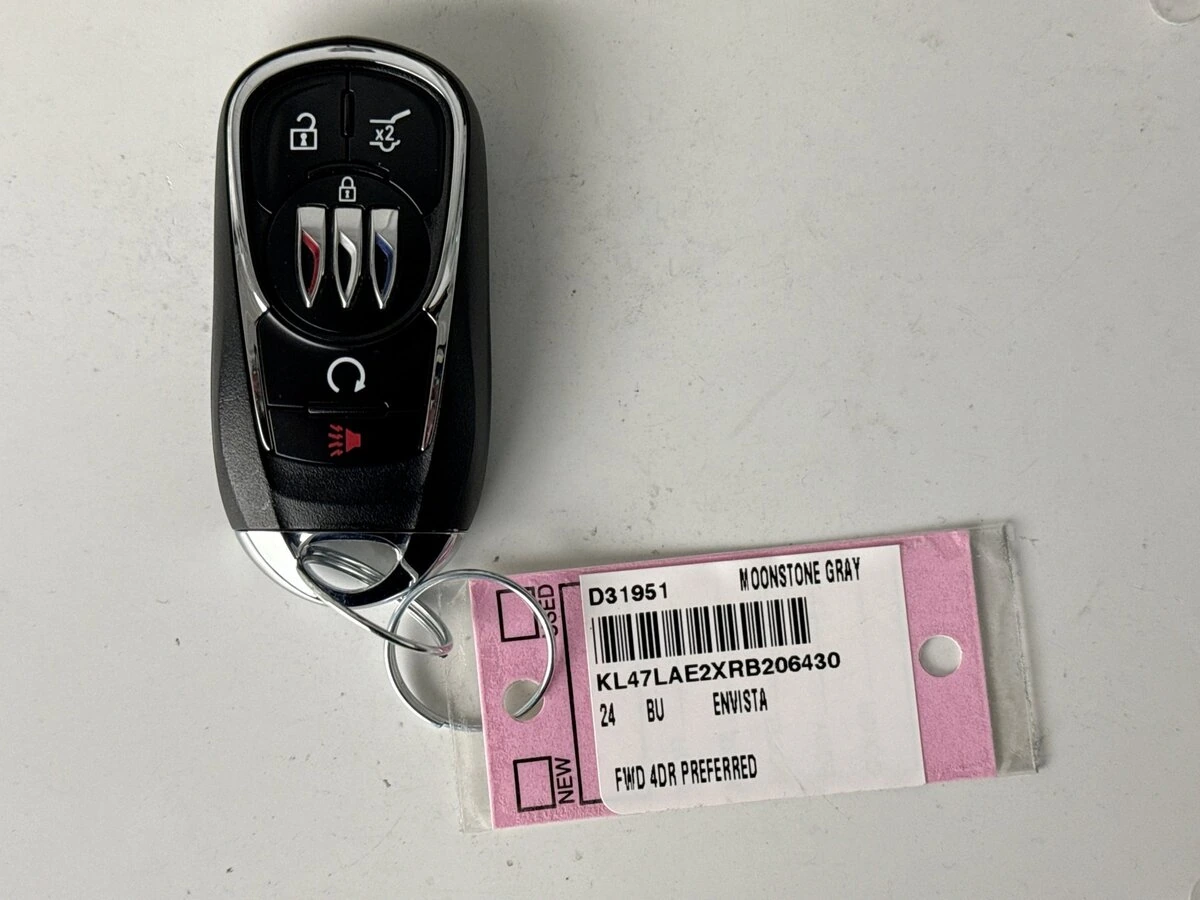 x2
USED
NEW
D31951 MOONSTONE GRAY
KL47LAE2XRB206430
24 BU ENVISTA
FWD 4DR PREFERRED